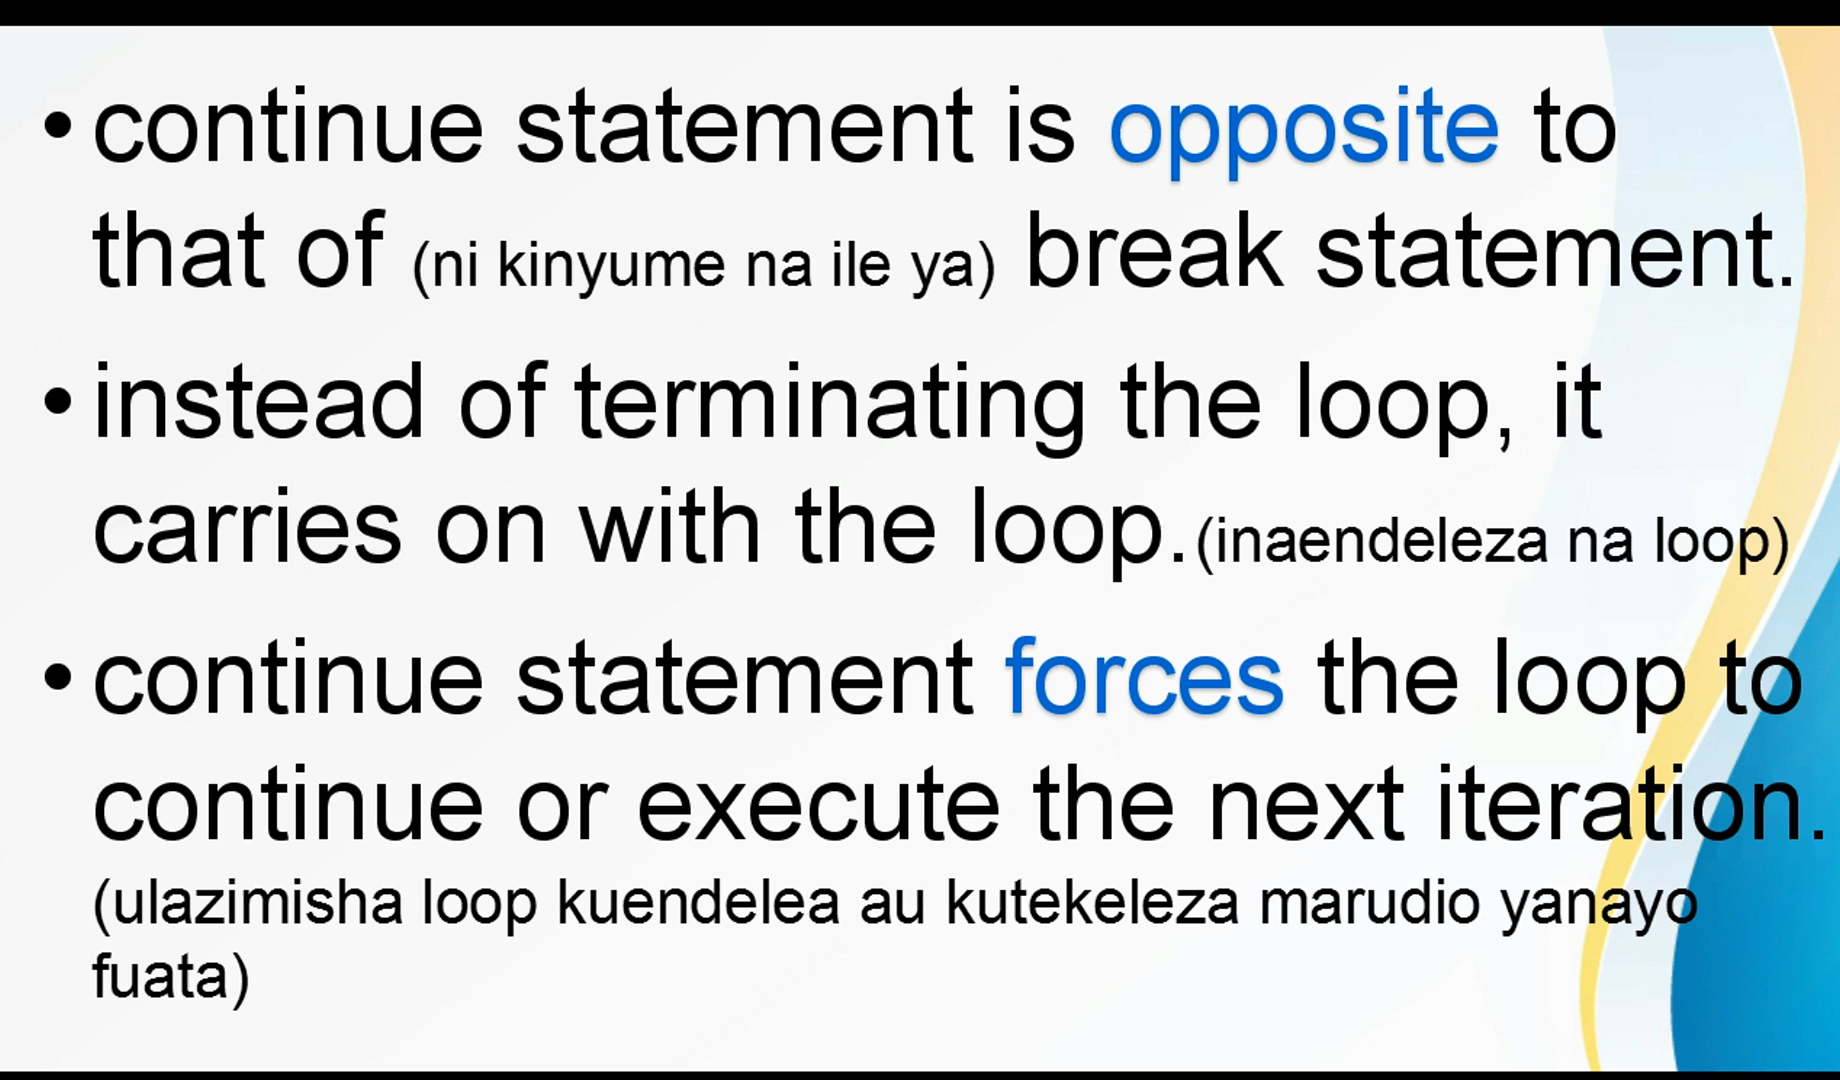 • continue statement is opposite to
that of (ni kinyume na ile ya) break statement.
• instead of terminating the loop, it
carries on with the loop.(inaendeleza na loop)
• continue statement forces the loop to
continue or execute the next iteration.
(ulazimisha loop kuendelea au kutekeleza marudio yanayo
fuata)